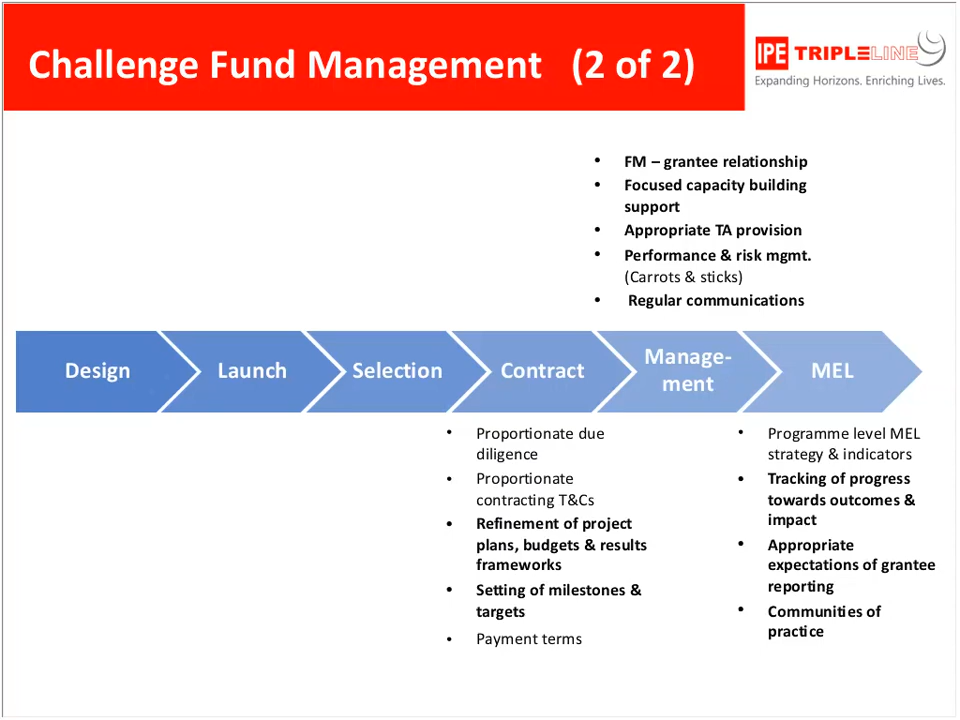 Challenge Fund Management (2 of 2)
IPE TRIPLELINE
Expanding Horizons. Enriching Lives.
• FM – grantee relationship
• Focused capacity building
support
• Appropriate TA provision
• Performance & risk mgmt.
(Carrots & sticks)
• Regular communications
Design
Launch
Selection
Contract
Manage-
ment
MEL
• Proportionate due
diligence
• Proportionate
contracting T&Cs
• Refinement of project
plans, budgets & results
frameworks
• Setting of milestones &
targets
• Payment terms
• Programme level MEL
strategy & indicators
• Tracking of progress
towards outcomes &
impact
• Appropriate
expectations of grantee
reporting
• Communities of
practice